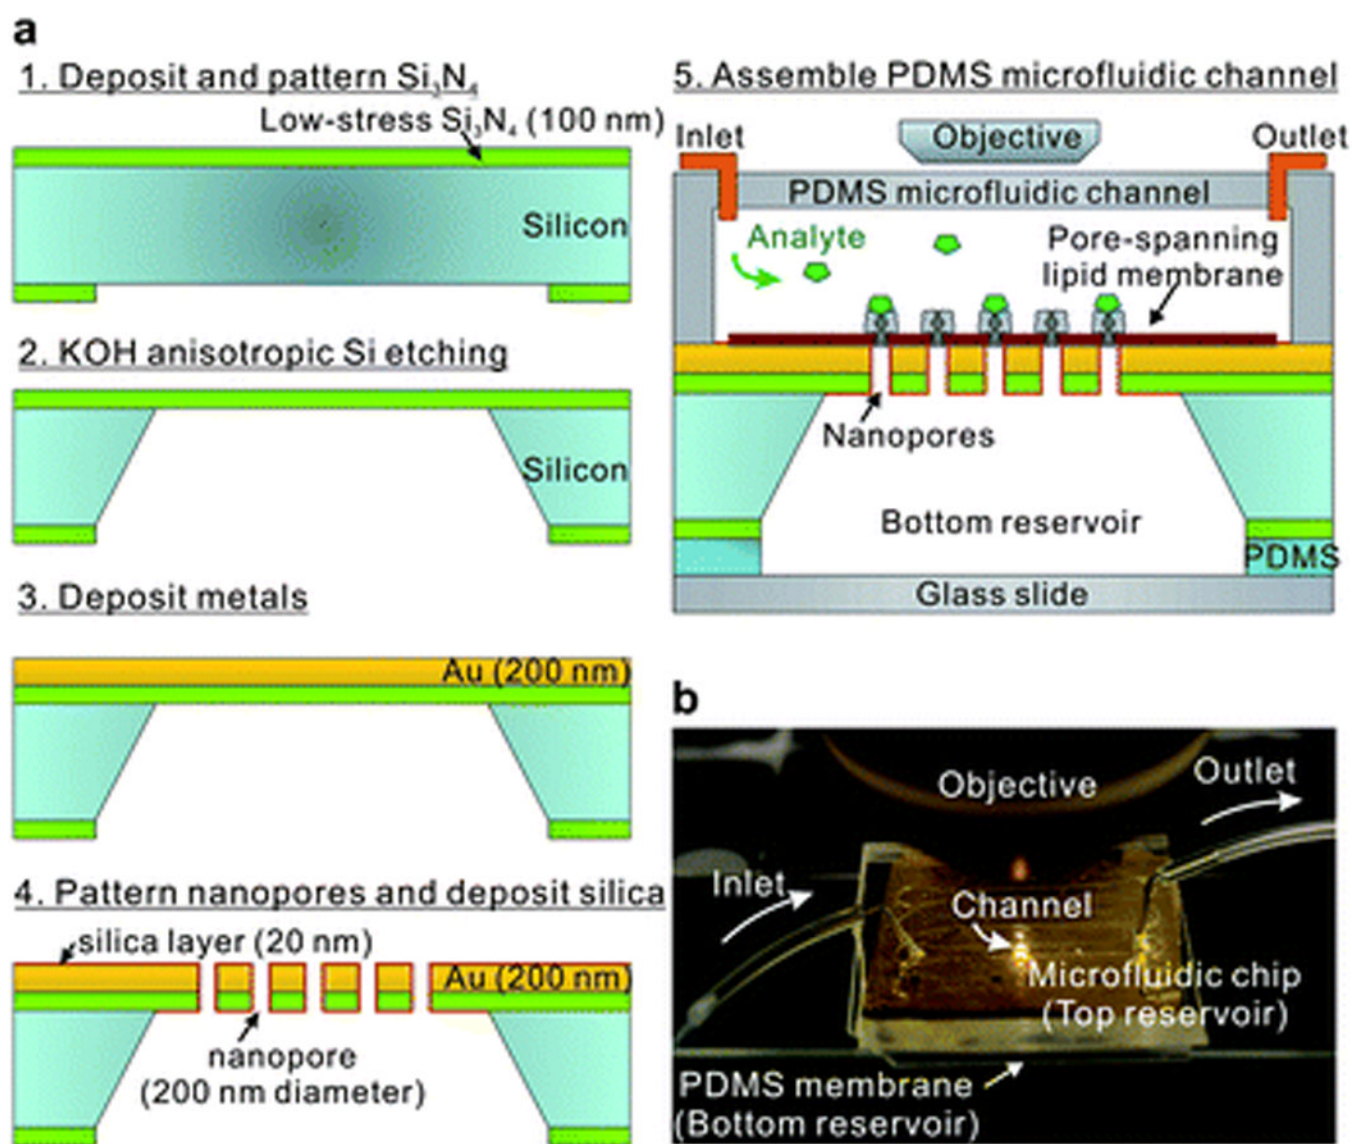 a
1. Deposit and pattern Si₃N₄
Low-stress Si₃N₄ (100 nm)
Silicon
2. KOH anisotropic Si etching
Silicon
3. Deposit metals
Au (200 nm)
4. Pattern nanopores and deposit silica
silica layer (20 nm)
Au (200 nm)
nanopore
(200 nm diameter)
5. Assemble PDMS microfluidic channel
Inlet
Objective
Outlet
PDMS microfluidic channel
Analyte
Pore-spanning
lipid membrane
Nanopores
Bottom reservoir
PDMS
Glass slide
b
Objective
Outlet
Inlet
Channel
Microfluidic chip
(Top reservoir)
PDMS membrane
(Bottom reservoir)